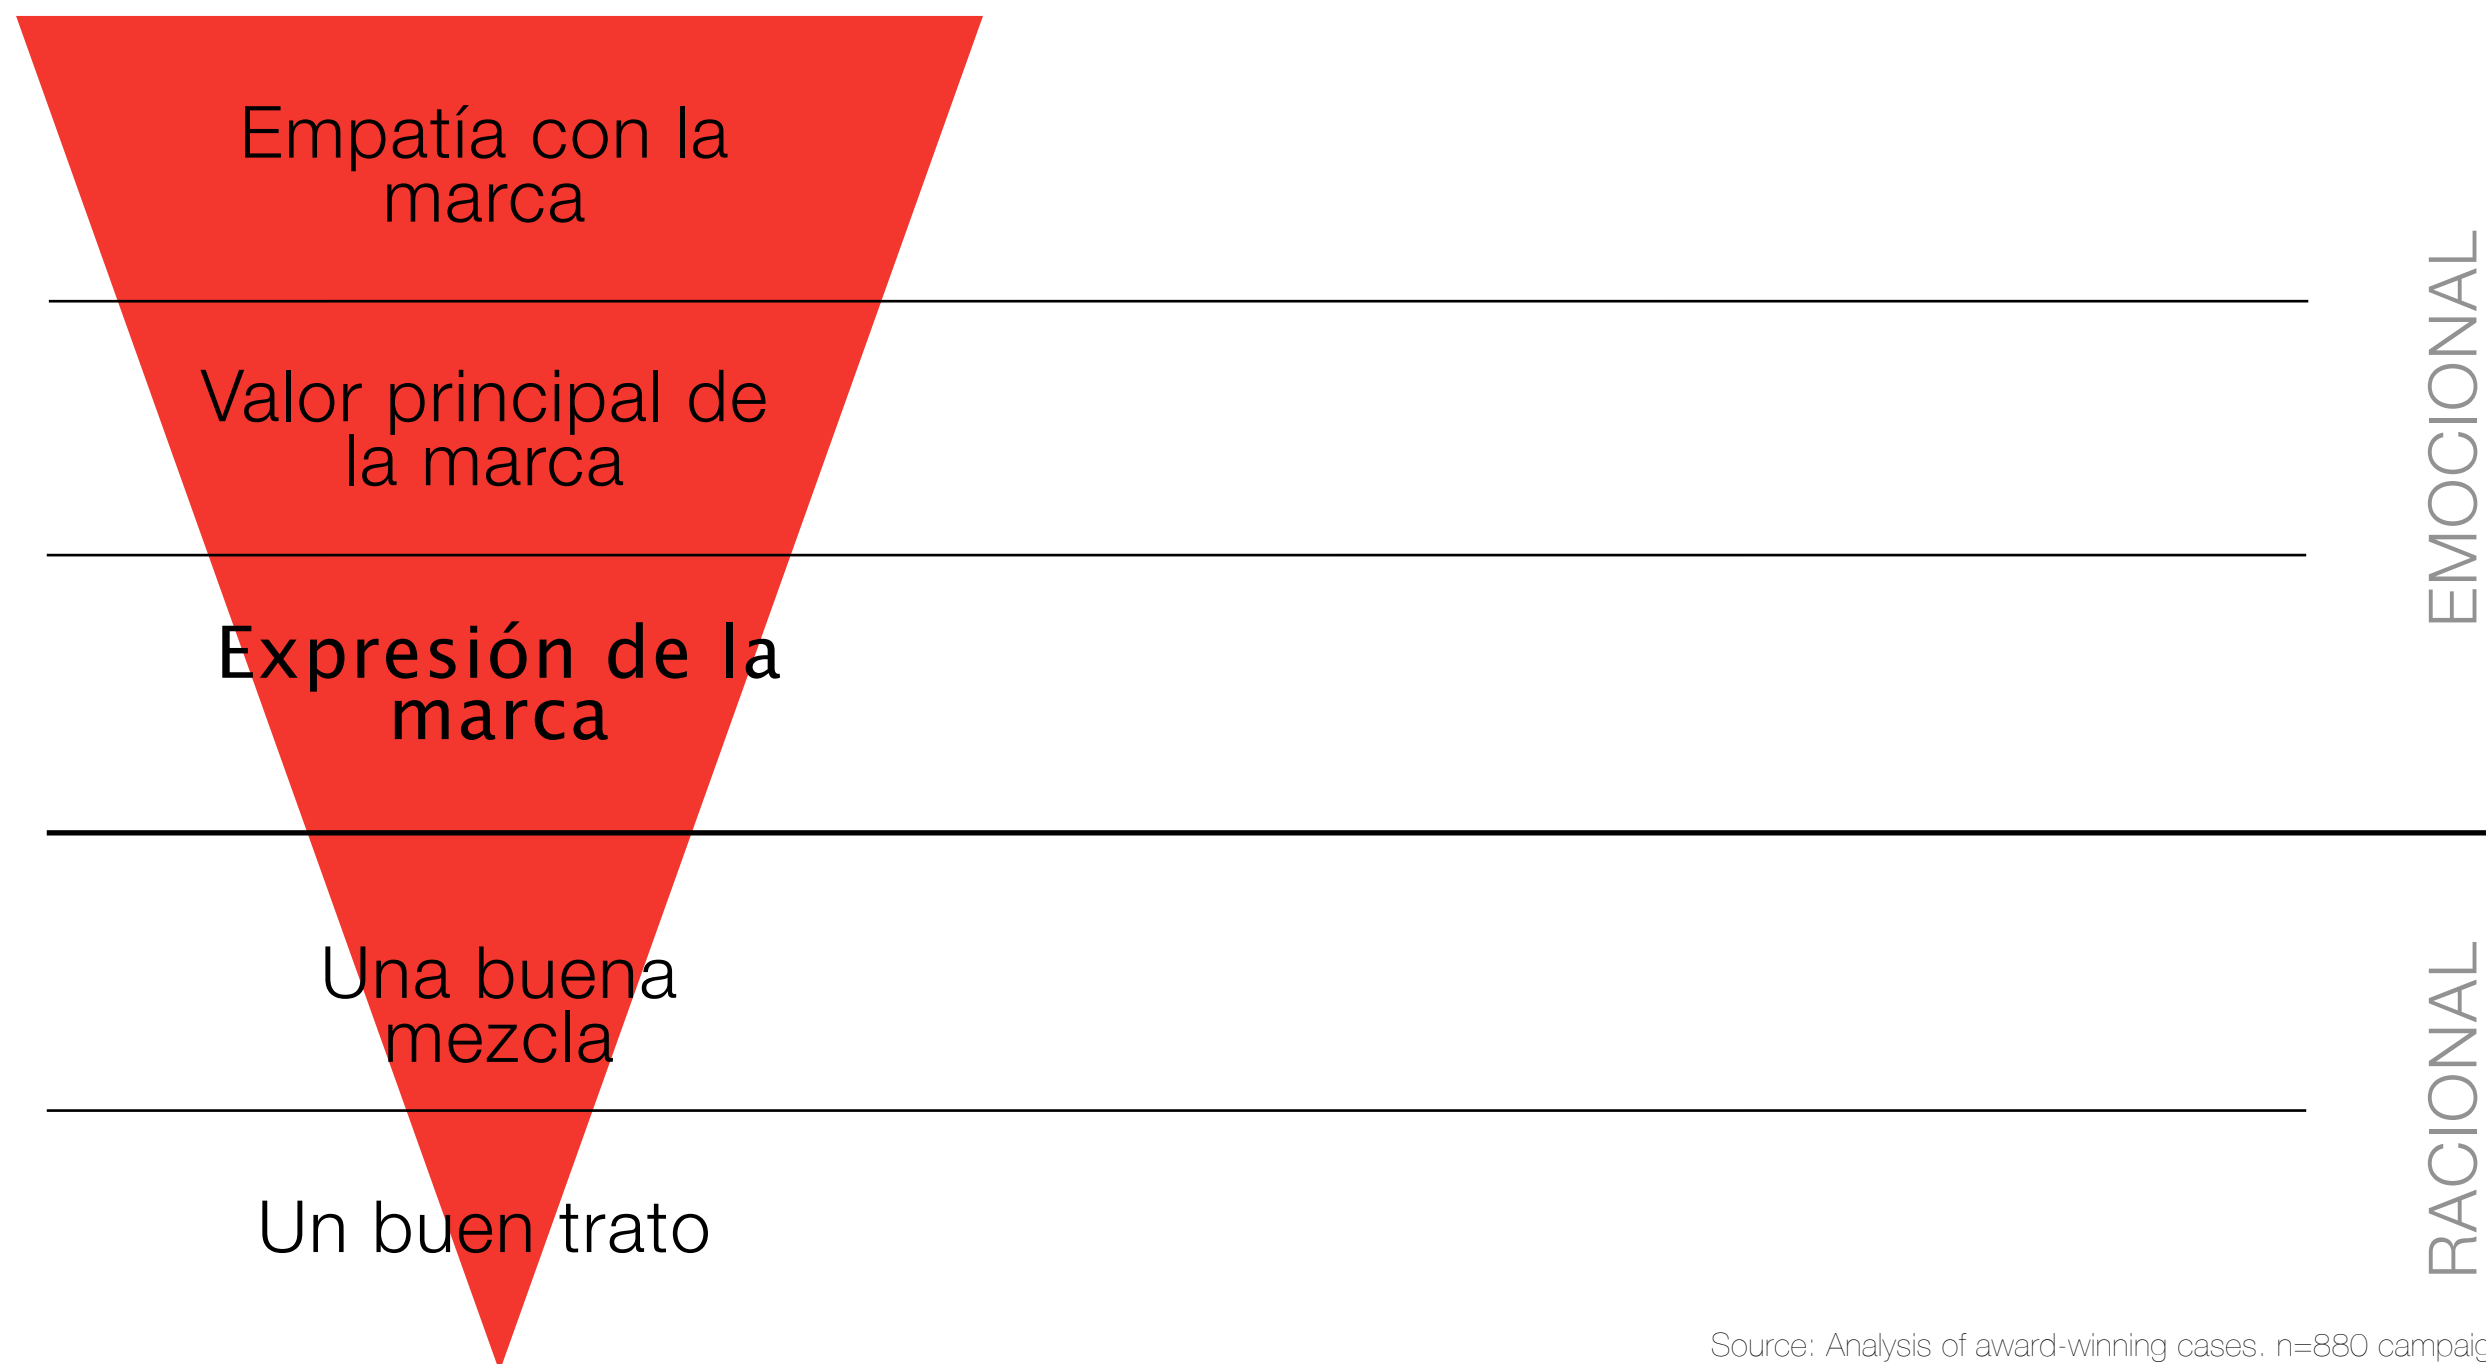 Empatía con la
marca
Valor principal de
la marca
EMOCIONAL
Expresión de la
marca
Una buena
mezcla
RACIONAL
Un buen trato
Source: Analysis of award-winning cases. n=880